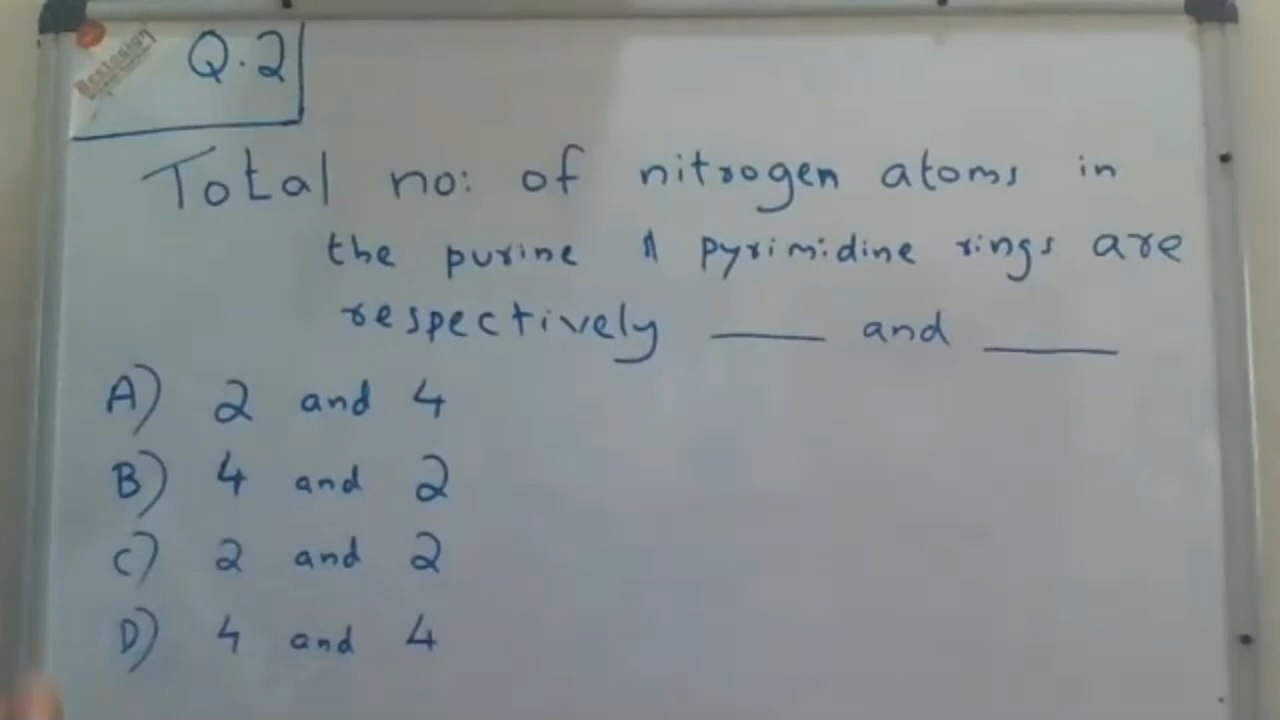 Q.2
Total no: of nitrogen atoms in
the purine & pyrimidine rings are
respectively ____ and ____
A) 2 and 4
B) 4 and 2
C) 2 and 2
D) 4 and 4